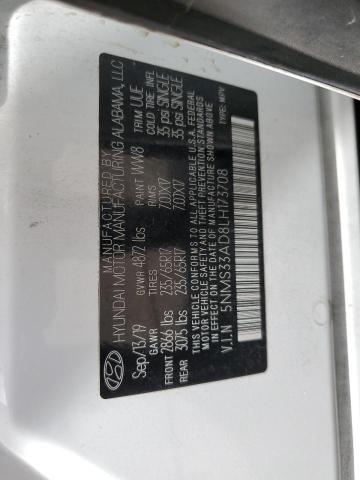 MANUFACTURED BY
HYUNDAI MOTOR MANUFACTURING ALABAMA, LLC
Sep/13/19 GVWR 4872 lbs PAINT WW8 TRIM UUE
GAWR TIRES RIMS COLD TIRE INFL
FRONT 2866 lbs 235/65R17 7.0JX17 35 psi SINGLE
REAR 3075 lbs 235/65R17 7.0JX17 35 psi SINGLE
THIS VEHICLE CONFORMS TO ALL APPLICABLE U.S.A. FEDERAL
MOTOR VEHICLE SAFETY AND THEFT PREVENTION STANDARDS
IN EFFECT ON THE DATE OF MANUFACTURE SHOWN ABOVE.
V.I.N 5NMS33AD8LH173708 TYPE: MPV